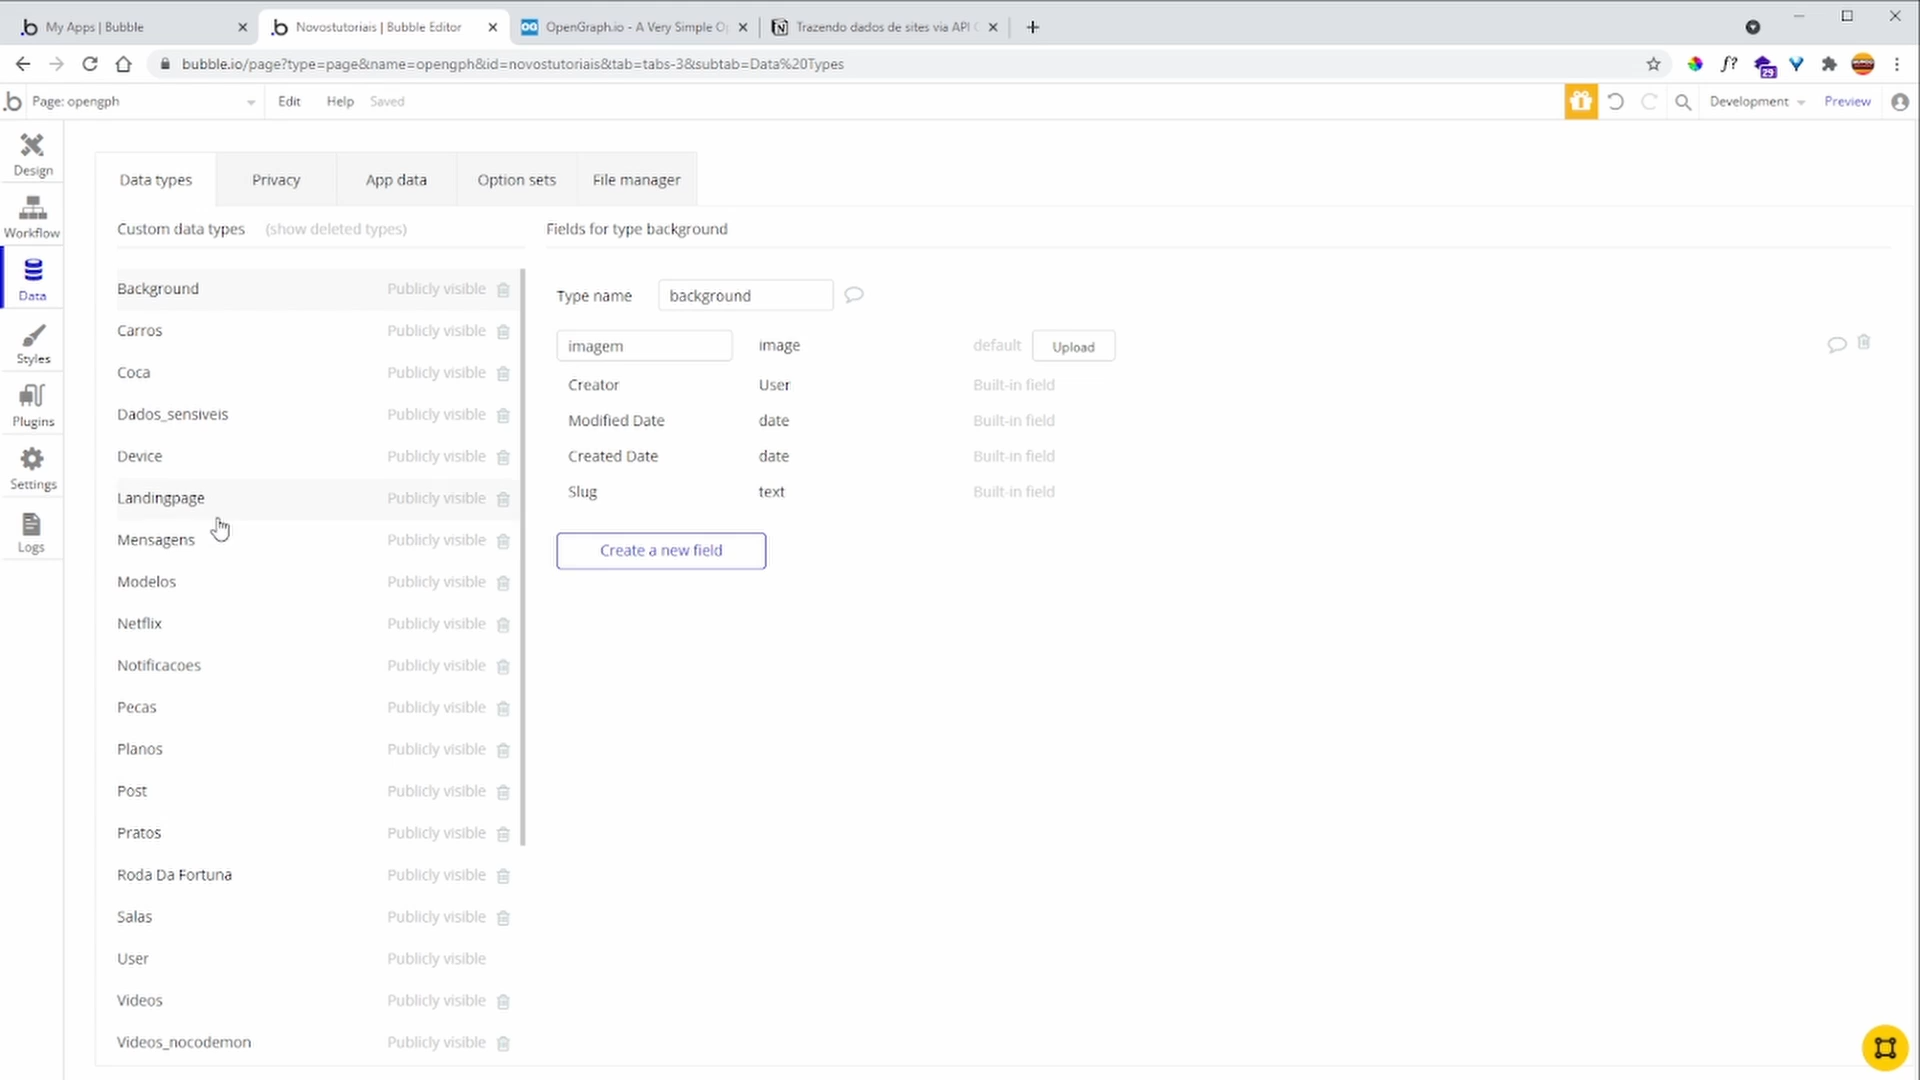 My Apps | Bubble
Novostutoriais | Bubble Editor
OpenGraph.io - A Very Simple O
Trazendo dados de sites via API
bubble.io/page?type=page&name=opengph&id=novostutoriais&tab=tabs-3&subtab=Data%20Types
f?
29
Page: opengph
Edit
Help
Saved
Development
Preview
Design
Workflow
Data
Styles
Plugins
Settings
Logs
Data types
Privacy
App data
Option sets
File manager
Custom data types (show deleted types)
Fields for type background
Background Publicly visible
Carros Publicly visible
Coca Publicly visible
Dados_sensiveis Publicly visible
Device Publicly visible
Landingpage Publicly visible
Mensagens Publicly visible
Modelos Publicly visible
Netflix Publicly visible
Notificacoes Publicly visible
Pecas Publicly visible
Planos Publicly visible
Post Publicly visible
Pratos Publicly visible
Roda Da Fortuna Publicly visible
Salas Publicly visible
User Publicly visible
Videos Publicly visible
Videos_nocodemon Publicly visible
Type name background
imagem image default Upload
Creator User Built-in field
Modified Date date Built-in field
Created Date date Built-in field
Slug text Built-in field
Create a new field